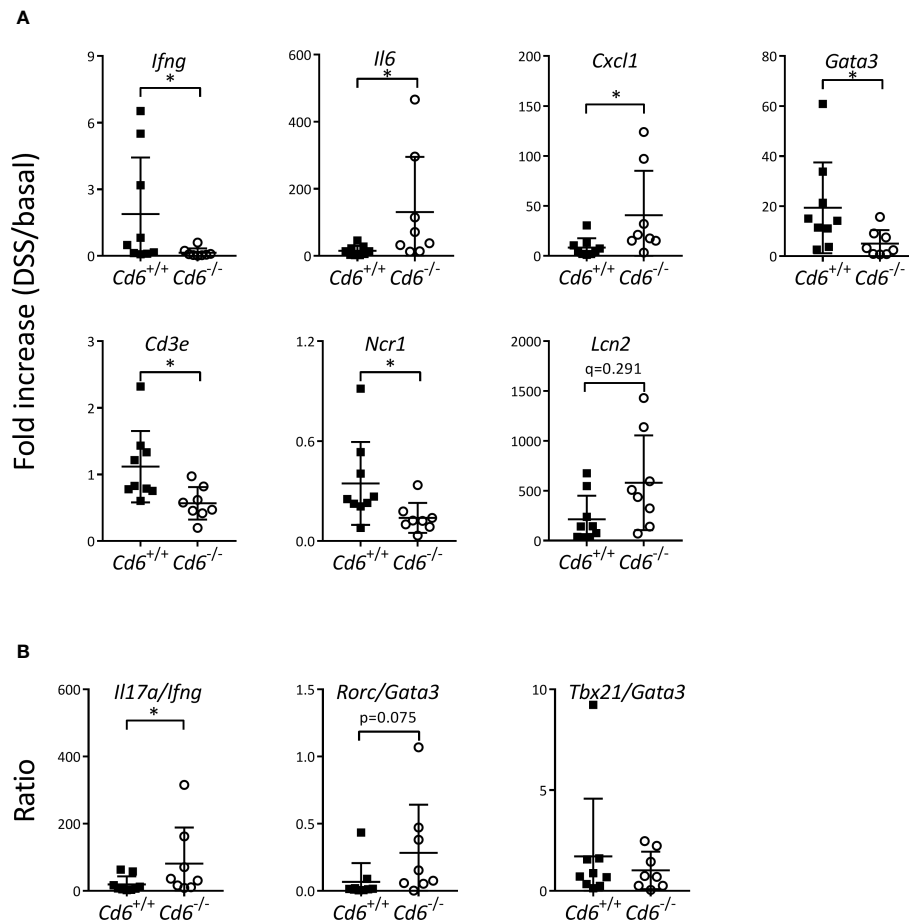 A
Fold increase (DSS/basal)
Ifng
*
9
6
3
0
Cd6+/+ Cd6-/-
Il6
*
600
400
200
0
Cd6+/+ Cd6-/-
Cxcl1
*
200
150
100
50
0
Cd6+/+ Cd6-/-
Gata3
*
80
60
40
20
0
Cd6+/+ Cd6-/-
Cd3e
*
3
2
1
0
Cd6+/+ Cd6-/-
Ncr1
*
1.2
0.6
0.0
Cd6+/+ Cd6-/-
Lcn2
q=0.291
2000
1500
1000
500
0
Cd6+/+ Cd6-/-
B
Ratio
Il17a/Ifng
*
600
400
200
0
Cd6+/+ Cd6-/-
Rorc/Gata3
p=0.075
1.5
1.0
0.5
0.0
Cd6+/+ Cd6-/-
Tbx21/Gata3
10
5
0
Cd6+/+ Cd6-/-